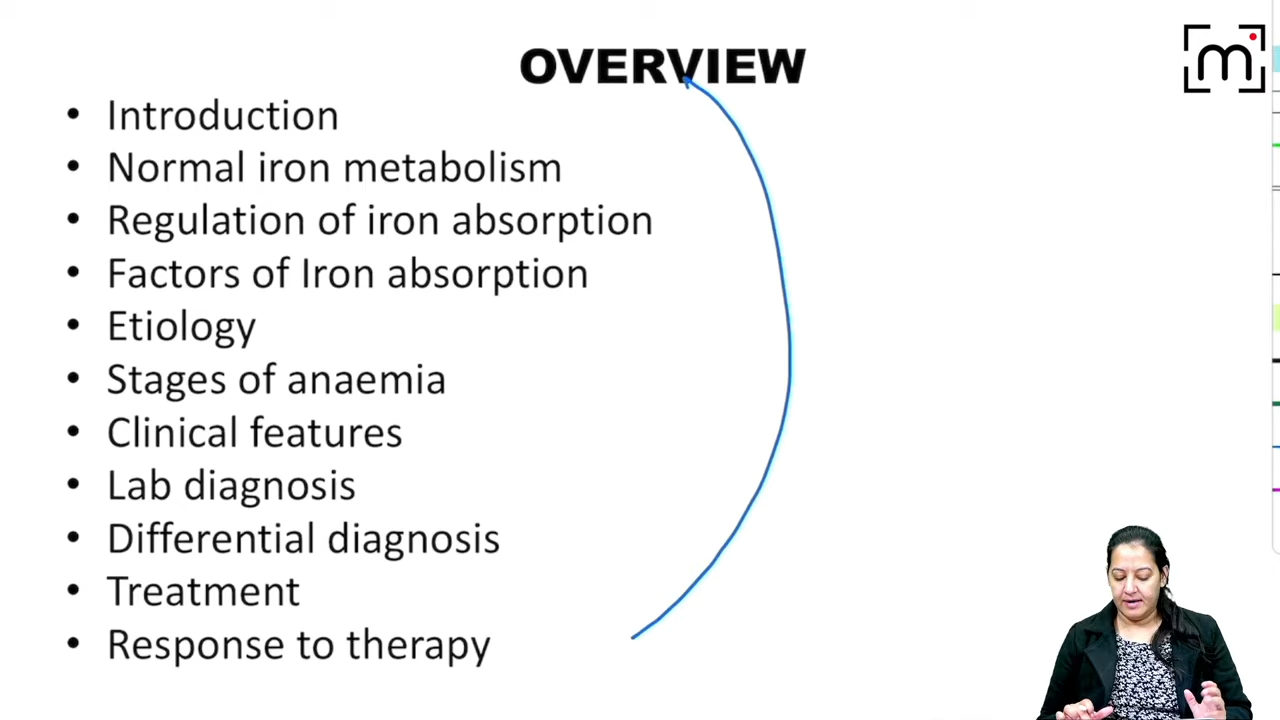 OVERVIEW
• Introduction
• Normal iron metabolism
• Regulation of iron absorption
• Factors of Iron absorption
• Etiology
• Stages of anaemia
• Clinical features
• Lab diagnosis
• Differential diagnosis
• Treatment
• Response to therapy
m